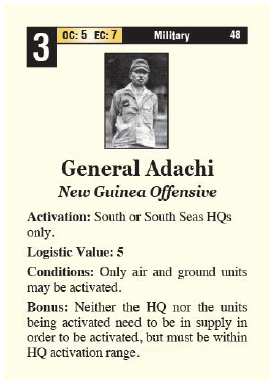 3 OC: 5 EC: 7 Military 48
General Adachi
New Guinea Offensive
Activation: South or South Seas HQs
only.
Logistic Value: 5
Conditions: Only air and ground units
may be activated.
Bonus: Neither the HQ nor the units
being activated need to be in supply in
order to be activated, but must be within
HQ activation range.